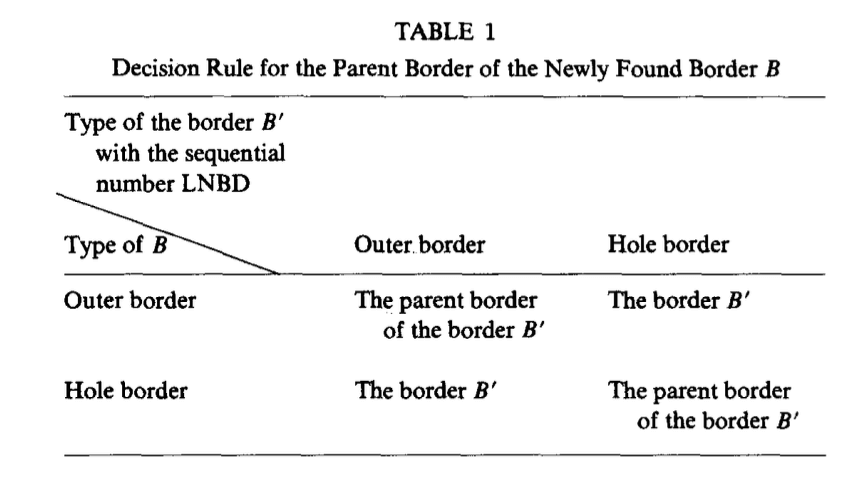 TABLE 1
Decision Rule for the Parent Border of the Newly Found Border B
Type of the border B′
with the sequential
number LNBD
Type of B Outer border Hole border
Outer border The parent border The border B′
of the border B′
Hole border The border B′ The parent border
of the border B′